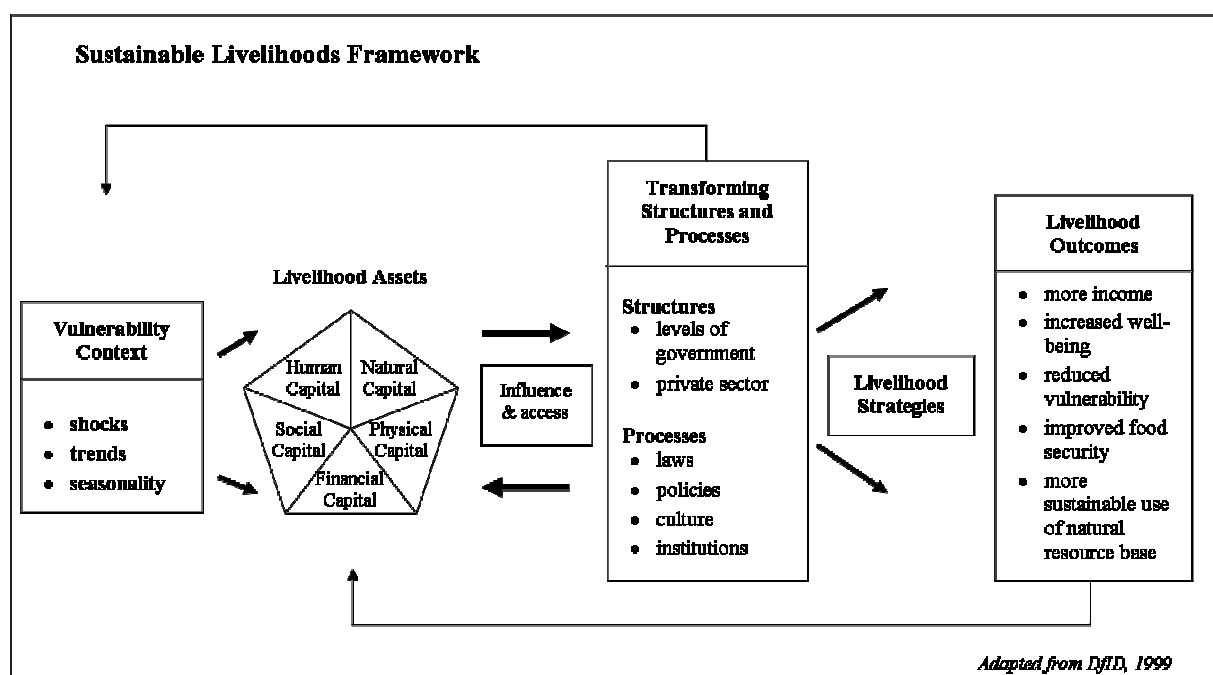 Sustainable Livelihoods Framework
Vulnerability
Context
• shocks
• trends
• seasonality
Livelihood Assets
Human
Capital
Natural
Capital
Social
Capital
Physical
Capital
Financial
Capital
Influence
& access
Transforming
Structures and
Processes
Structures
• levels of
government
• private sector
Processes
• laws
• policies
• culture
• institutions
Livelihood
Strategies
Livelihood
Outcomes
• more income
• increased well-
being
• reduced
vulnerability
• improved food
security
• more
sustainable use
of natural
resource base
Adapted from DfID, 1999